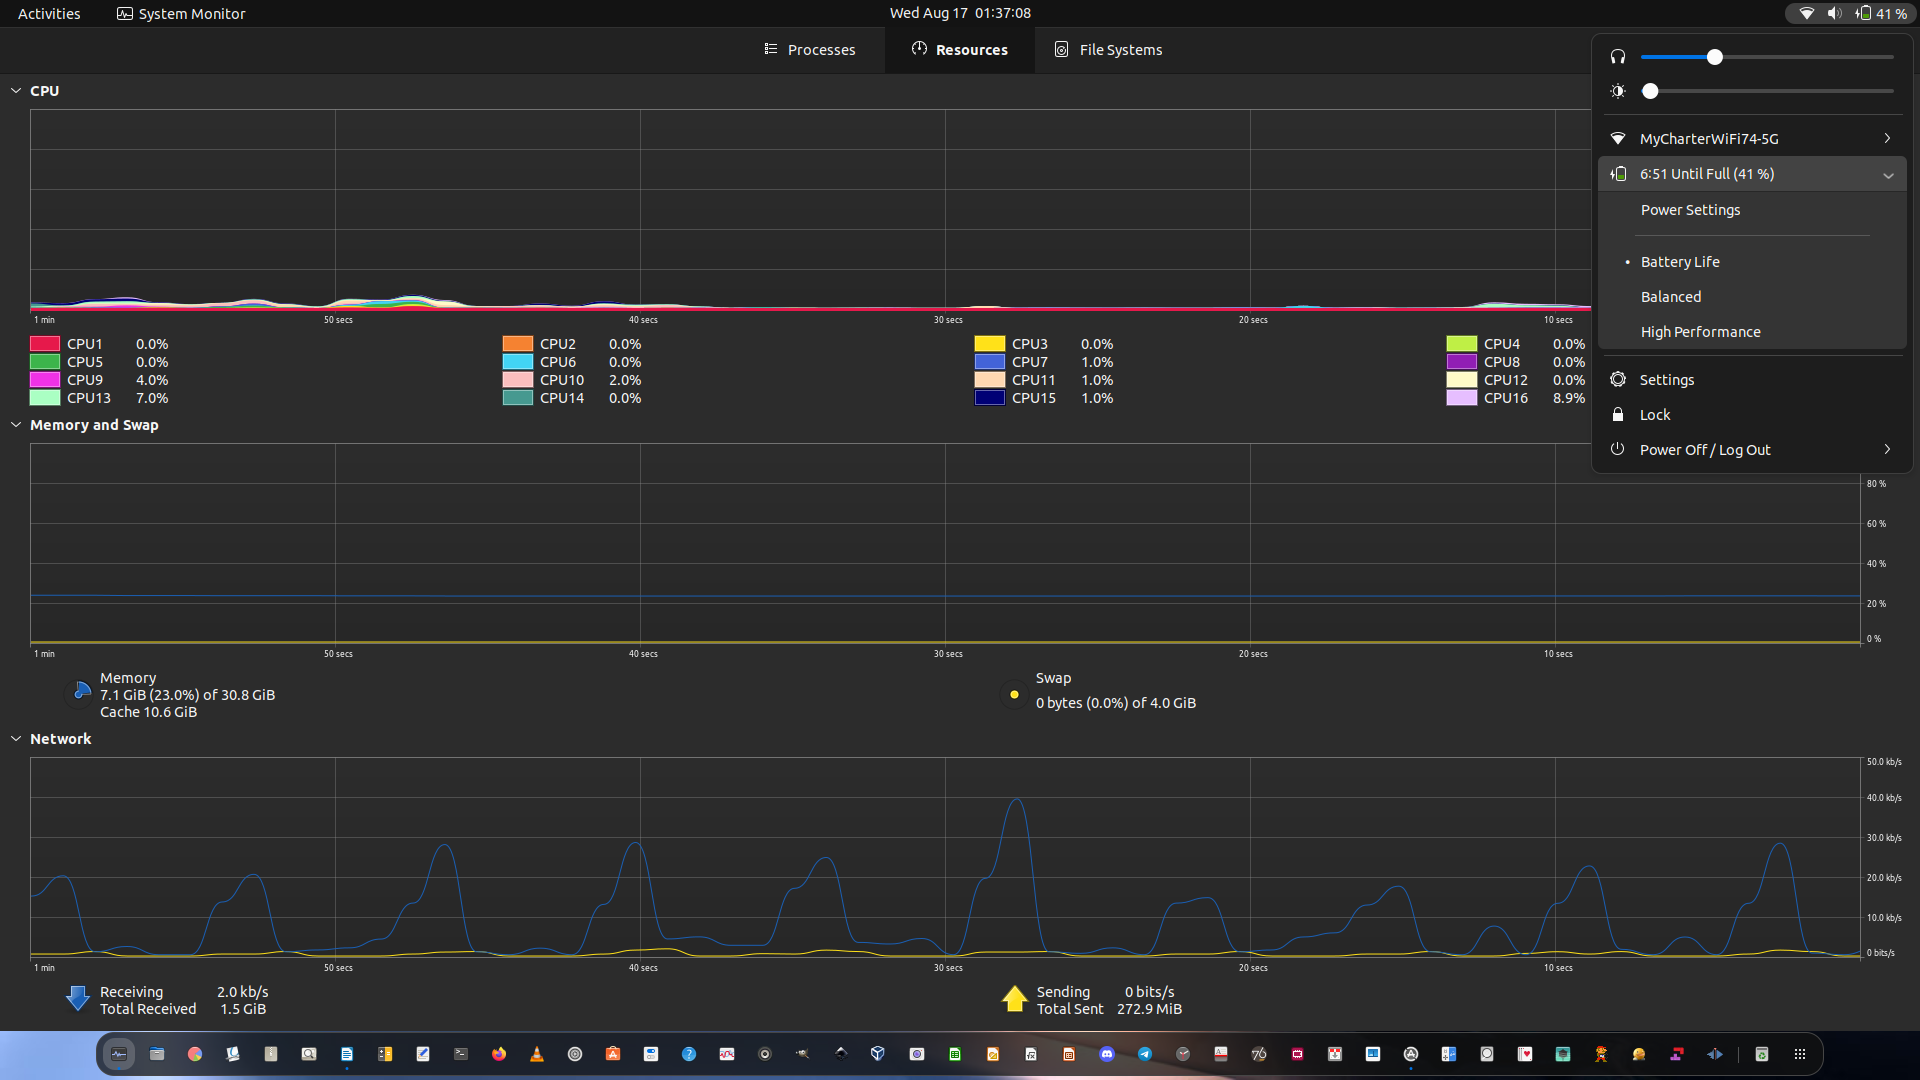 Activities
System Monitor
Wed Aug 17 01:37:08
41 %
Processes
Resources
File Systems
CPU
1 min
50 secs
40 secs
30 secs
20 secs
10 secs
CPU1 0.0%
CPU2 0.0%
CPU3 0.0%
CPU4 0.0%
CPU5 0.0%
CPU6 0.0%
CPU7 1.0%
CPU8 0.0%
CPU9 4.0%
CPU10 2.0%
CPU11 1.0%
CPU12 0.0%
CPU13 7.0%
CPU14 0.0%
CPU15 1.0%
CPU16 8.9%
MyCharterWiFi74-5G
6:51 Until Full (41 %)
Power Settings
Battery Life
Balanced
High Performance
Settings
Lock
Power Off / Log Out
Memory and Swap
80 %
60 %
40 %
20 %
0 %
1 min
50 secs
40 secs
30 secs
20 secs
10 secs
Memory
7.1 GiB (23.0%) of 30.8 GiB
Cache 10.6 GiB
Swap
0 bytes (0.0%) of 4.0 GiB
Network
50.0 kb/s
40.0 kb/s
30.0 kb/s
20.0 kb/s
10.0 kb/s
0 bits/s
1 min
50 secs
40 secs
30 secs
20 secs
10 secs
Receiving 2.0 kb/s
Total Received 1.5 GiB
Sending 0 bits/s
Total Sent 272.9 MiB
76